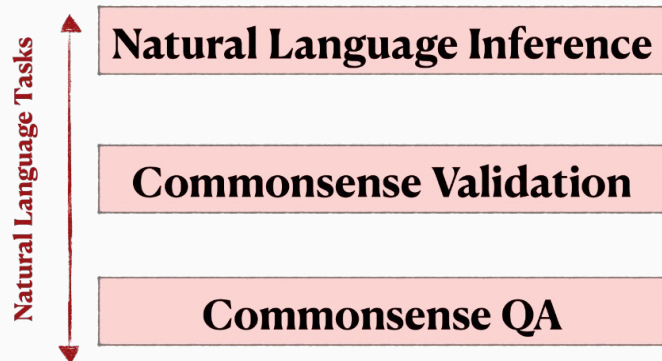 Natural Language Tasks
Natural Language Inference
Commonsense Validation
Commonsense QA